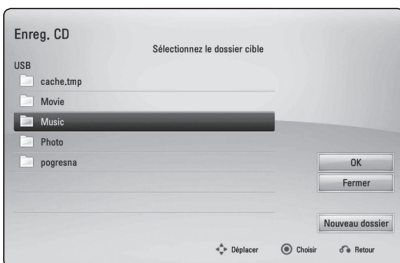 Enreg. CD
Sélectionnez le dossier cible
USB
cache.tmp
Movie
Music
Photo
pogresna
OK
Fermer
Nouveau dossier
Déplacer Choisir Retour